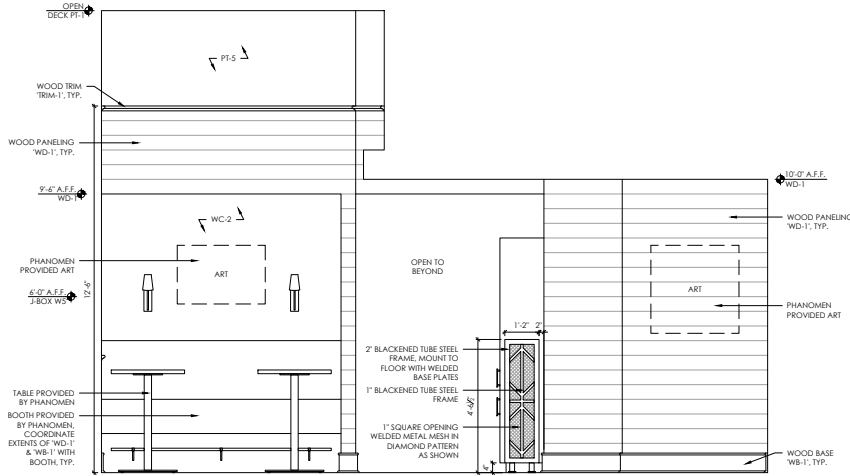 OPEN
DECK PT-1
PT-5
WOOD TRIM
'TRIM-1', TYP.
WOOD PANELING
'WD-1', TYP.
9'-6" A.F.F.
WD-1
WC-2
PHANOMEN
PROVIDED ART
ART
6'-0" A.F.F.
J-BOX W5
12'-6"
TABLE PROVIDED
BY PHANOMEN
BOOTH PROVIDED
BY PHANOMEN,
COORDINATE
EXTENTS OF 'WD-1'
& 'WB-1' WITH
BOOTH, TYP.
OPEN TO
BEYOND
2" BLACKENED TUBE STEEL
FRAME, MOUNT TO
FLOOR WITH WELDED
BASE PLATES
1" BLACKENED TUBE STEEL
FRAME
1" SQUARE OPENING
WELDED METAL MESH IN
DIAMOND PATTERN
AS SHOWN
1'-2"
2"
4"
10'-0" A.F.F.
WD-1
WOOD PANELING
'WD-1', TYP.
ART
PHANOMEN
PROVIDED ART
WOOD BASE
'WB-1', TYP.